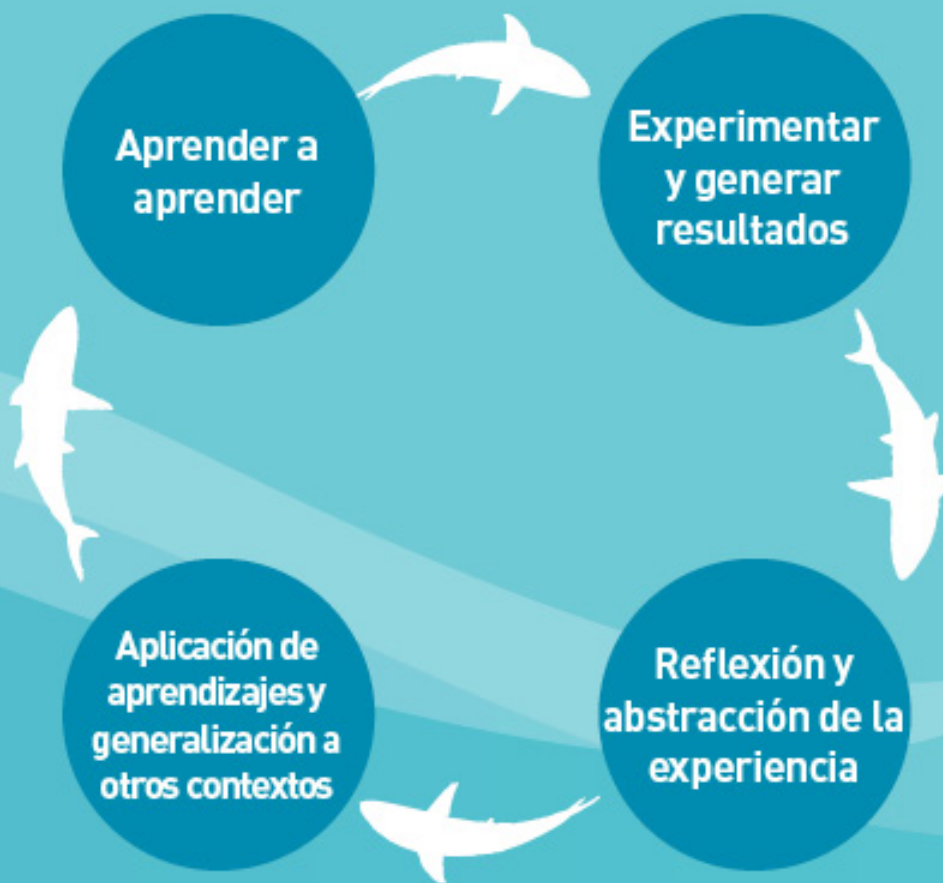 Aprender a
aprender
Experimentar
y generar
resultados
Reflexión y
abstracción de la
experiencia
Aplicación de
aprendizajes y
generalización a
otros contextos